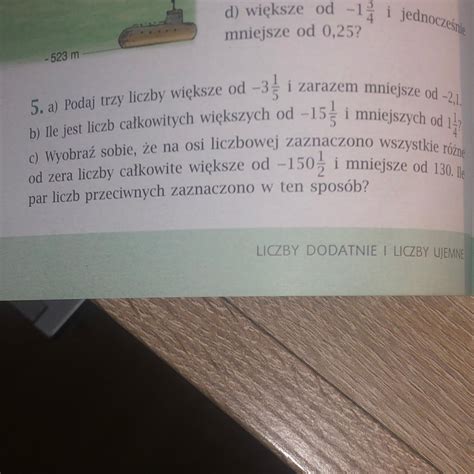 d) większe od −1 3/4 i jednocześnie
mniejsze od 0,25?
-523 m
5. a) Podaj trzy liczby większe od −3 1/5 i zarazem mniejsze od −2,1.
b) Ile jest liczb całkowitych większych od −15 1/5 i mniejszych od 1 1/4?
c) Wyobraź sobie, że na osi liczbowej zaznaczono wszystkie różne
od zera liczby całkowite większe od −150 1/2 i mniejsze od 130. Ile
par liczb przeciwnych zaznaczono w ten sposób?
LICZBY DODATNIE I LICZBY UJEMNE